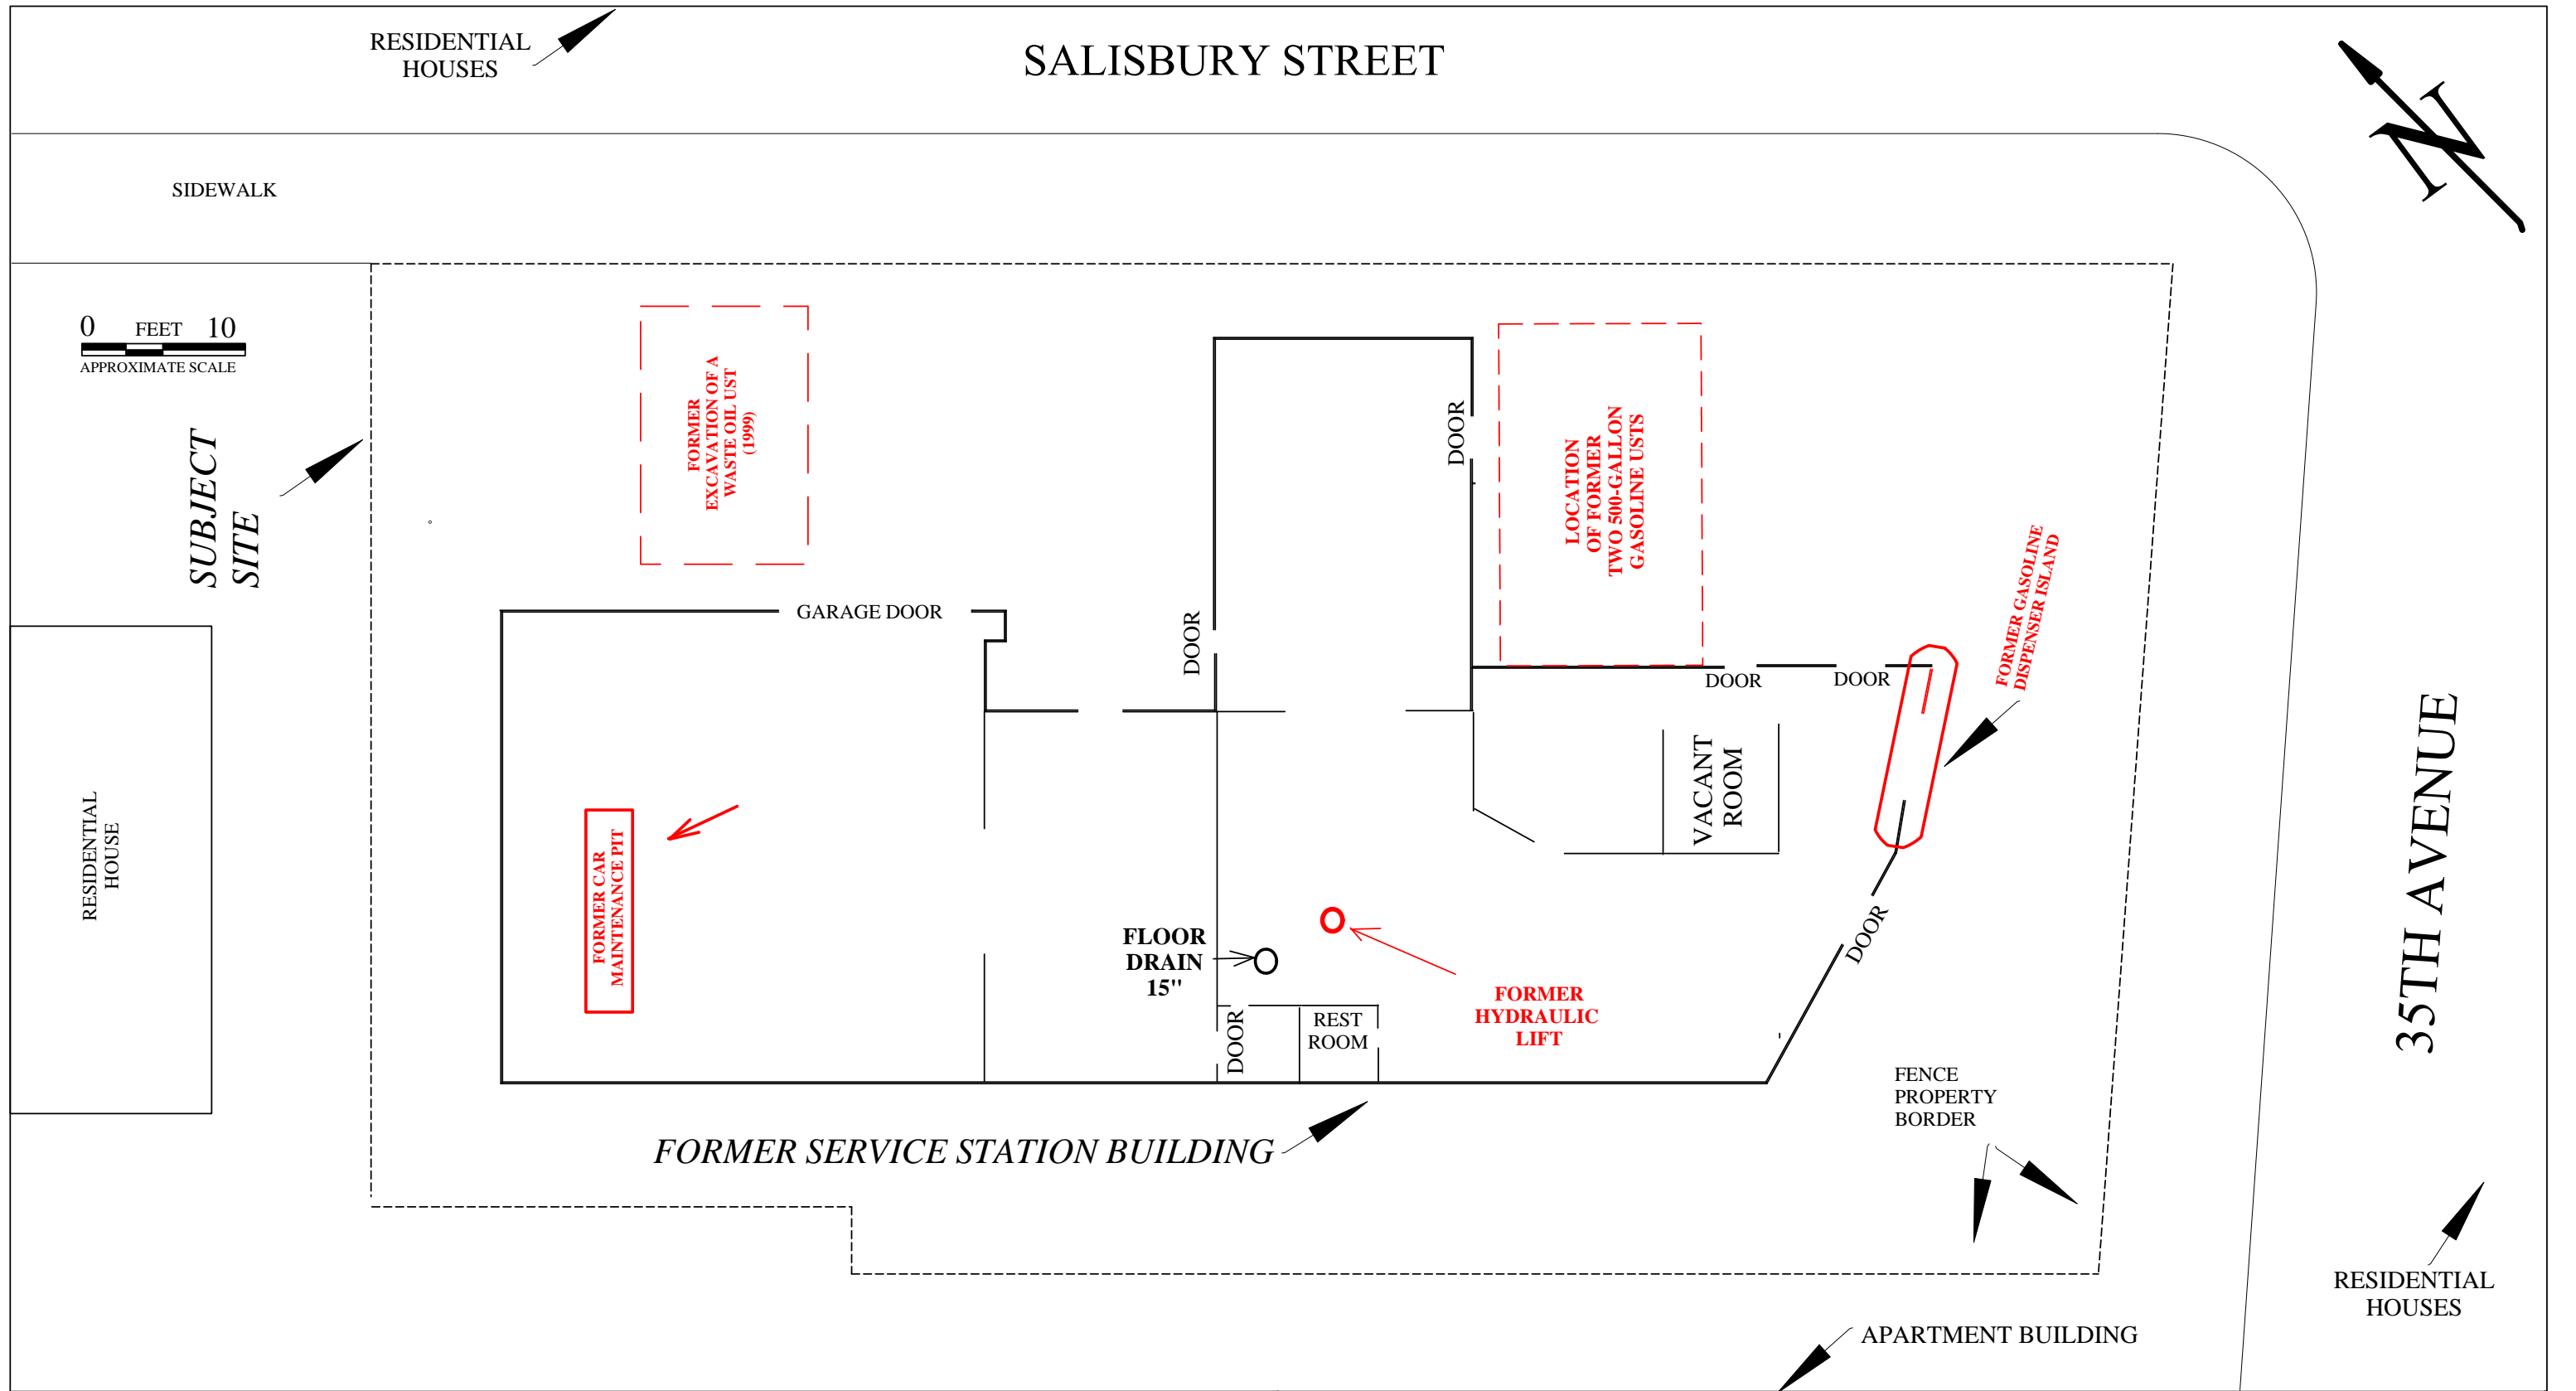 RESIDENTIAL
HOUSES
SALISBURY STREET
N
SIDEWALK
0 FEET 10
APPROXIMATE SCALE
SUBJECT
SITE
FORMER
EXCAVATION OF A
WASTE OIL UST
(1999)
DOOR
LOCATION
OF FORMER
TWO 500-GALLON
GASOLINE USTS
FORMER GASOLINE
DISPENSER ISLAND
GARAGE DOOR
DOOR
DOOR
DOOR
VACANT
ROOM
35TH AVENUE
RESIDENTIAL
HOUSE
FORMER CAR
MAINTENANCE PIT
FLOOR
DRAIN
15"
DOOR
FORMER
HYDRAULIC
LIFT
DOOR
REST
ROOM
FENCE
PROPERTY
BORDER
FORMER SERVICE STATION BUILDING
RESIDENTIAL
HOUSES
APARTMENT BUILDING